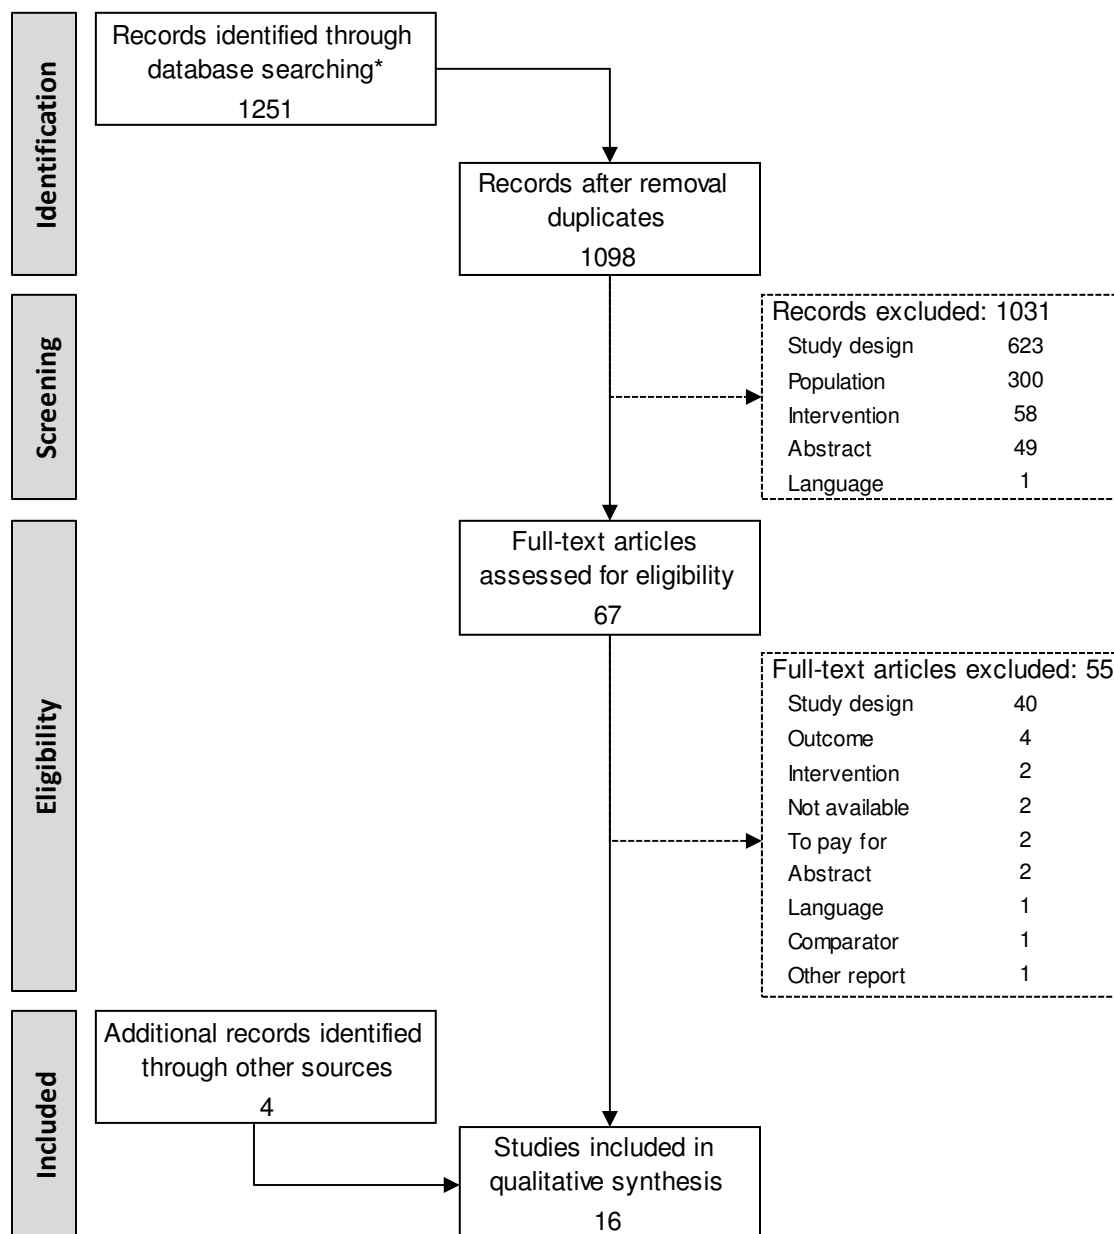 Identification
Records identified through
database searching*
1251
Records after removal
duplicates
1098
Screening
Records excluded: 1031
Study design 623
Population 300
Intervention 58
Abstract 49
Language 1
Eligibility
Full-text articles
assessed for eligibility
67
Full-text articles excluded: 55
Study design 40
Outcome 4
Intervention 2
Not available 2
To pay for 2
Abstract 2
Language 1
Comparator 1
Other report 1
Included
Additional records identified
through other sources
4
Studies included in
qualitative synthesis
16